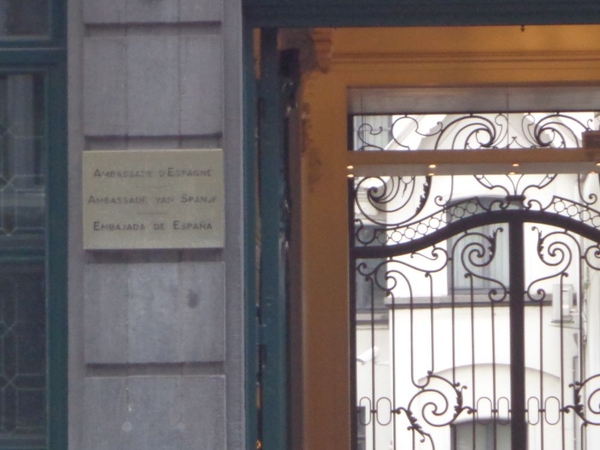 AMBASSADE D'ESPAGNE
AMBASSADE VAN SPANJE
EMBAJADA DE ESPAÑA